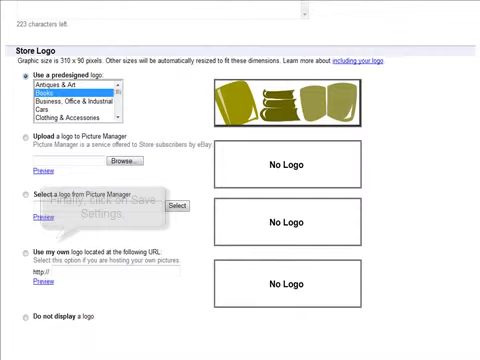 223 characters left.
Store Logo
Graphic size is 310 x 90 pixels. Other sizes will be automatically resized to fit these dimensions. Learn more about including your logo.
Use a predesigned logo:
Antiques & Art
Books
Business, Office & Industrial
Cars
Clothing & Accessories
Upload a logo to Picture Manager
Picture Manager is a service offered to Store subscribers by eBay.
Browse...
Preview
No Logo
Select a logo from Picture Manager...
Finally, click on Save
Settings.
Select
Preview
No Logo
Use my own logo located at the following URL:
Select this option if you are hosting your own pictures.
http://
Preview
No Logo
Do not display a logo